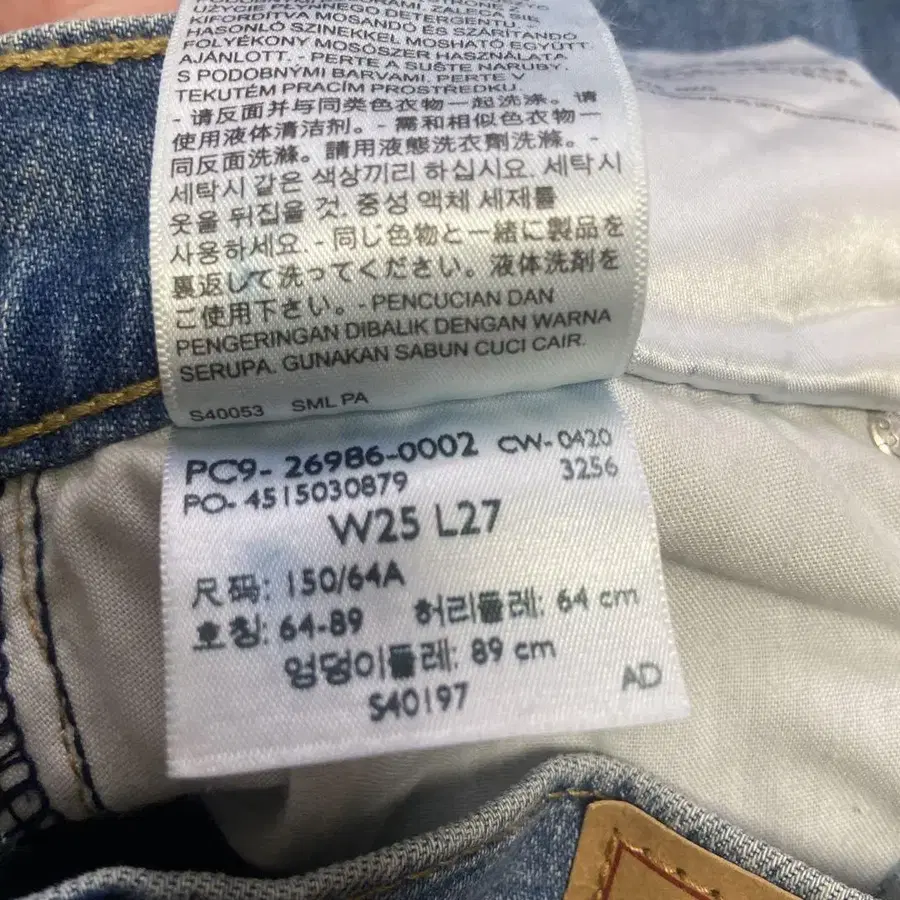 KIFORDÍTVA MOSANDÓ ÉS SZÁRÍTANDÓ
HASONLÓ SZINEKKEL MOSHATÓ EGYÜTT.
FOLYÉKONY MOSÓSZER HASZNÁLATA
AJÁNLOTT. - PERTE A SUŠTE NARUBY.
S PODOBNÝMI BARVAMI. PERTE V
TEKUTÉM PRACÍM PROSTŘEDKU.
- 请反面并与同类色衣物一起洗涤。请
使用液体清洁剂。- 需和相似色衣物一
同反面洗滌。請用液態洗衣劑洗滌。-
세탁시 같은 색상끼리 하십시요. 세탁시
옷을 뒤집을 것. 중성 액체 세제를
사용하세요. - 同じ色物と一緒に製品を
裏返して洗ってください。液体洗剤を
ご使用下さい。- PENCUCIAN DAN
PENGERINGAN DIBALIK DENGAN WARNA
SERUPA. GUNAKAN SABUN CUCI CAIR.
S40053 SML PA
PC9- 26986-0002 CW- 0420
PO- 4515030879 3256
W25 L27
尺码: 150/64A
호칭: 64-89 허리둘레: 64 cm
엉덩이둘레: 89 cm
S40197 AD